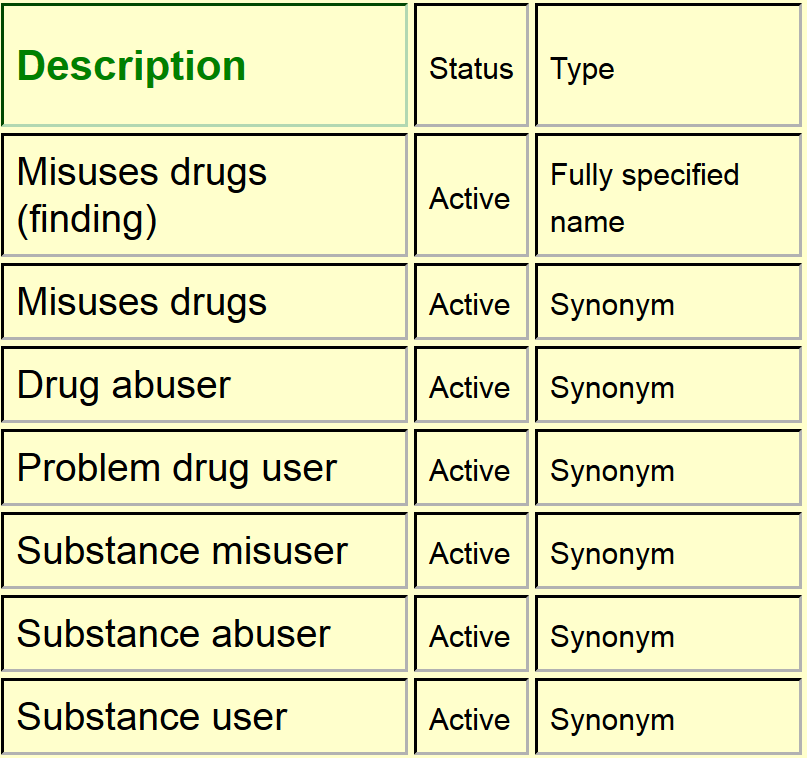 Description Status Type
Misuses drugs
(finding) Active Fully specified
name
Misuses drugs Active Synonym
Drug abuser Active Synonym
Problem drug user Active Synonym
Substance misuser Active Synonym
Substance abuser Active Synonym
Substance user Active Synonym